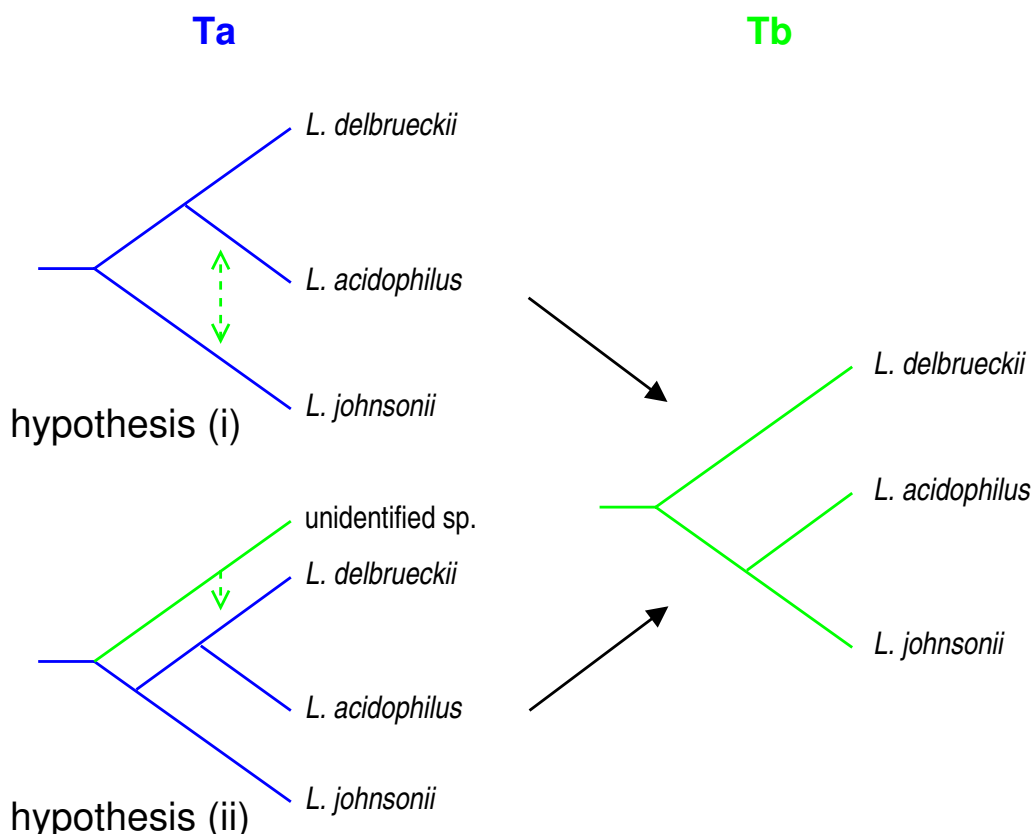 Ta
Tb
L. delbrueckii
L. acidophilus
L. johnsonii
hypothesis (i)
unidentified sp.
L. delbrueckii
L. acidophilus
L. johnsonii
hypothesis (ii)
L. delbrueckii
L. acidophilus
L. johnsonii